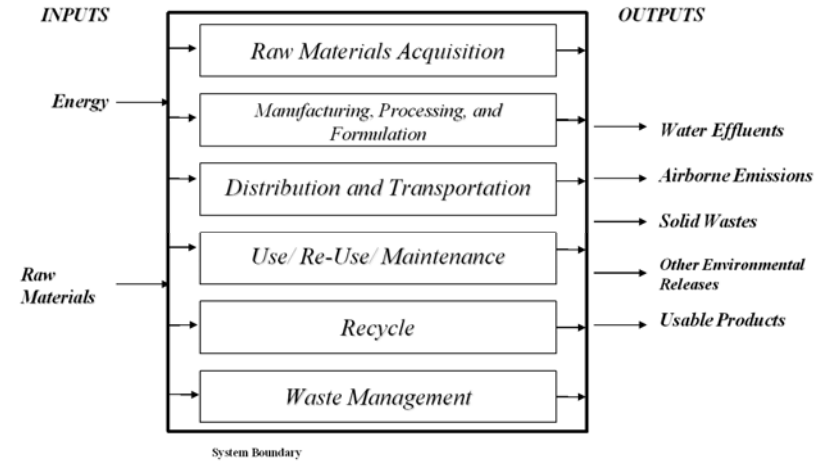 INPUTS
OUTPUTS
Raw Materials Acquisition
Energy
Manufacturing, Processing, and
Formulation
Water Effluents
Airborne Emissions
Distribution and Transportation
Solid Wastes
Use/ Re-Use/ Maintenance
Other Environmental
Releases
Raw
Materials
Usable Products
Recycle
Waste Management
System Boundary